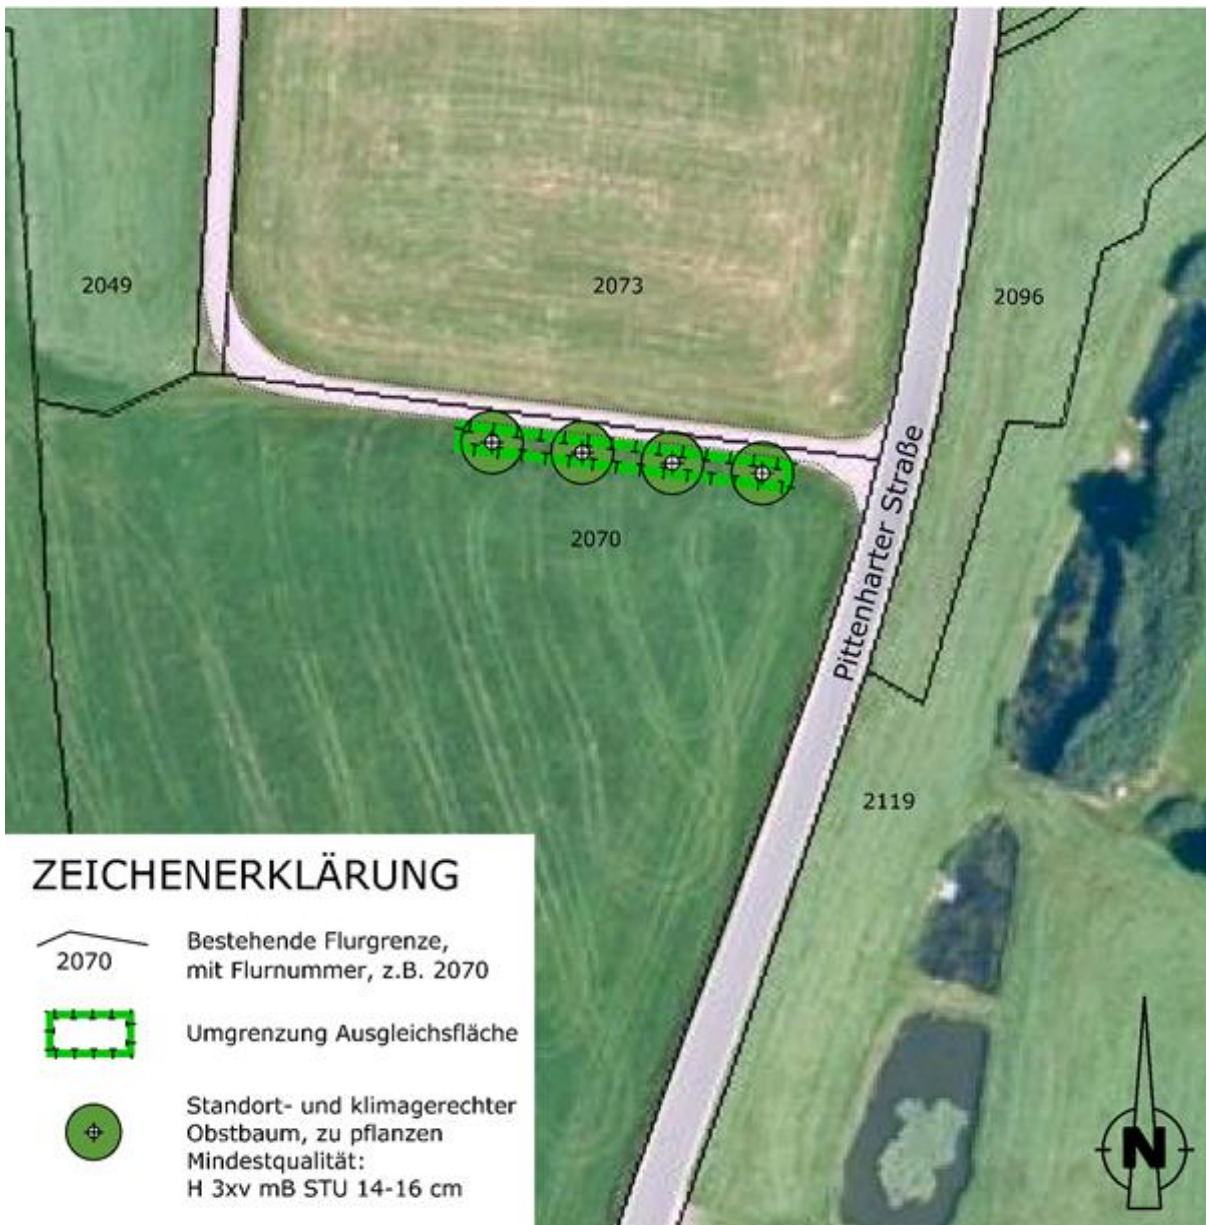 2049
2073
2096
2070
Pittenharter Straße
2119
ZEICHENERKLÄRUNG
2070
Bestehende Flurgrenze,
mit Flurnummer, z.B. 2070
Umgrenzung Ausgleichsfläche
Standort- und klimagerechter
Obstbaum, zu pflanzen
Mindestqualität:
H 3xv mB STU 14-16 cm
N